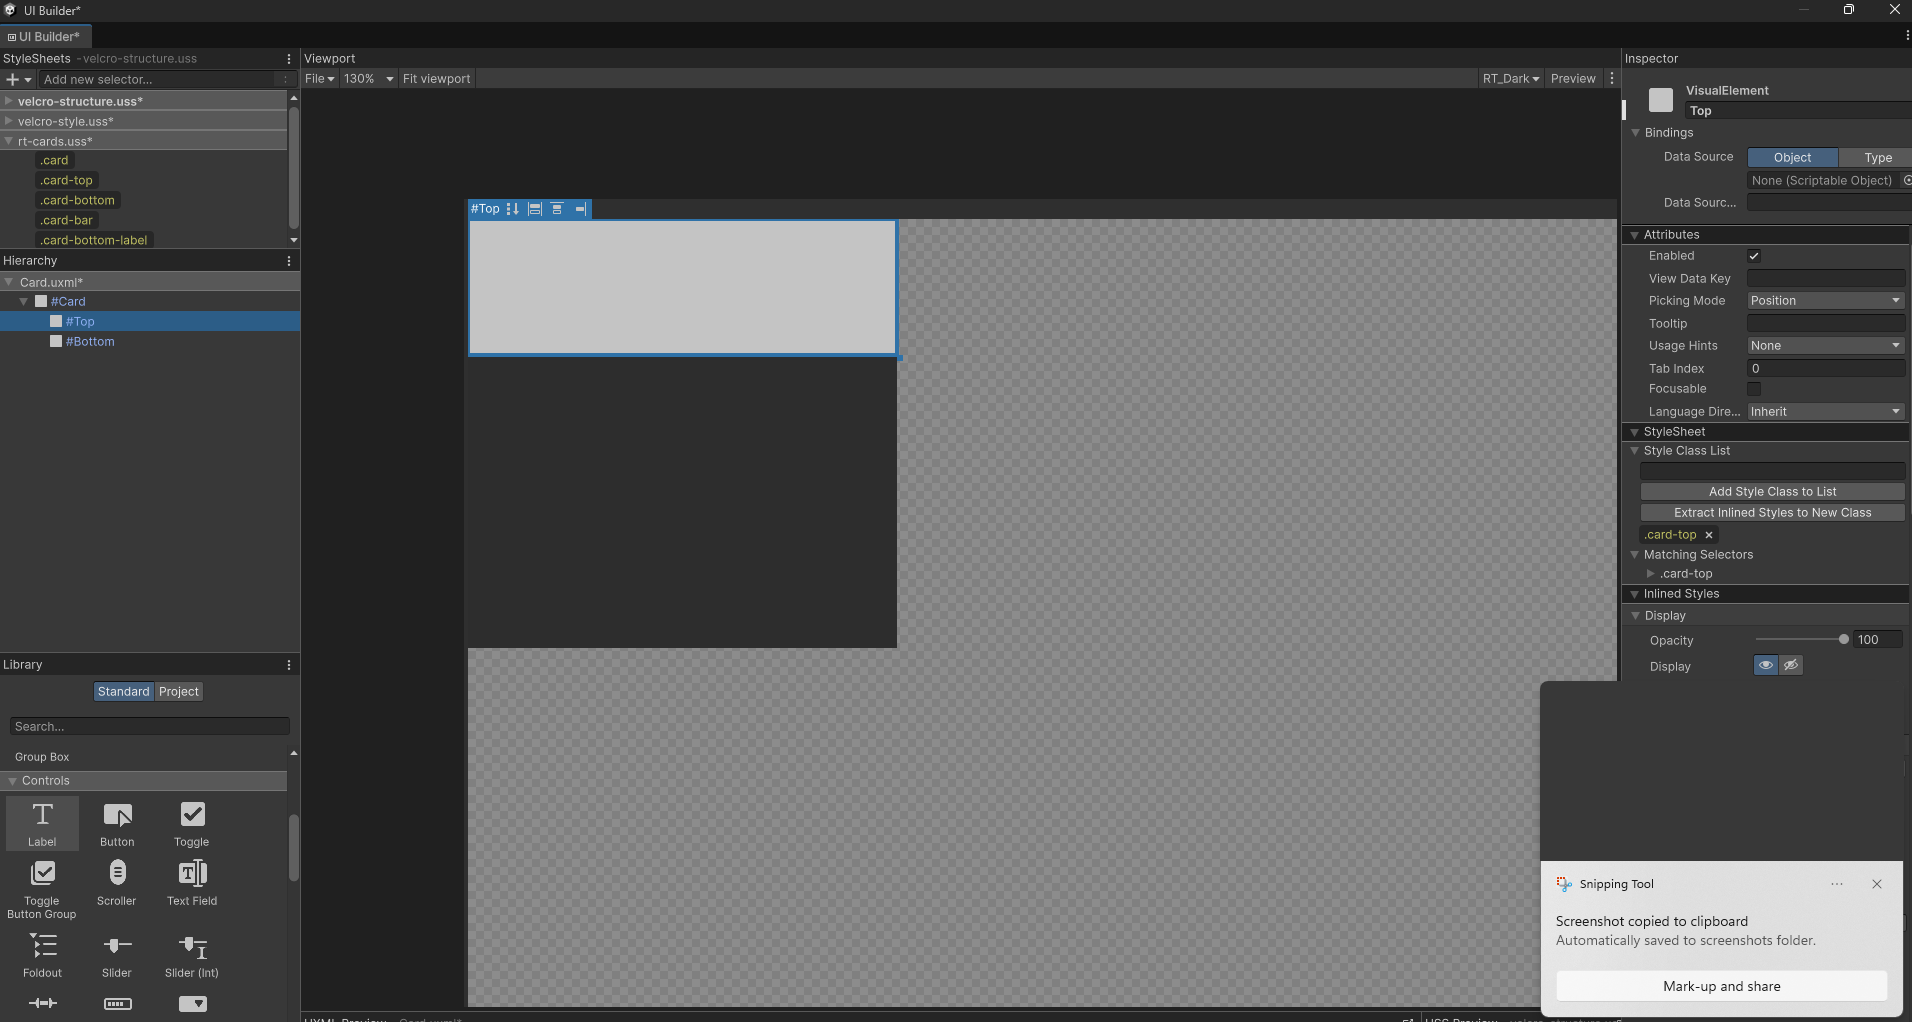 UI Builder*
UI Builder*
StyleSheets - velcro-structure.uss
Add new selector...
velcro-structure.uss*
velcro-style.uss*
rt-cards.uss*
.card
.card-top
.card-bottom
.card-bar
.card-bottom-label
Hierarchy
Card.uxml*
#Card
#Top
#Bottom
Library
Standard Project
Search...
Group Box
Controls
Label Button Toggle
Toggle Button Group Scroller Text Field
Foldout Slider Slider (Int)
Viewport
File 130% Fit viewport RT_Dark Preview
#Top
Inspector
VisualElement
Top
Bindings
Data Source Object Type
None (Scriptable Object)
Data Sourc...
Attributes
Enabled
View Data Key
Picking Mode Position
Tooltip
Usage Hints None
Tab Index 0
Focusable
Language Dire... Inherit
StyleSheet
Style Class List
Add Style Class to List
Extract Inlined Styles to New Class
.card-top
Matching Selectors
.card-top
Inlined Styles
Display
Opacity 100
Display
Snipping Tool
Screenshot copied to clipboard
Automatically saved to screenshots folder.
Mark-up and share